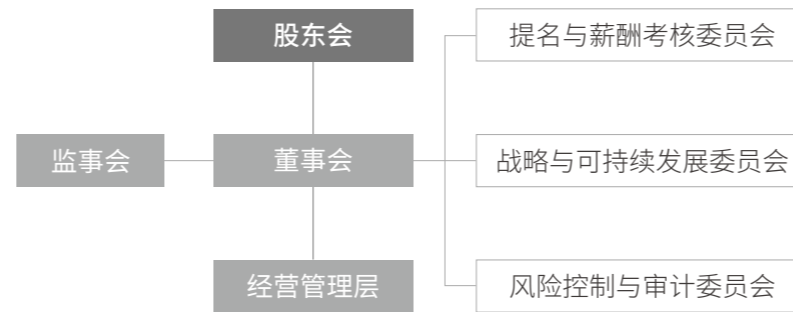 股东会
提名与薪酬考核委员会
监事会
董事会
战略与可持续发展委员会
经营管理层
风险控制与审计委员会